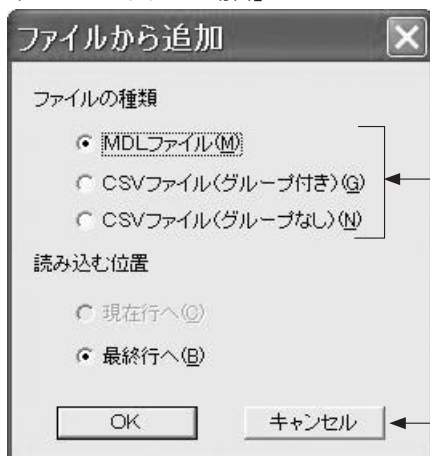 ファイルから追加
ファイルの種類
MDLファイル(M)
CSVファイル(グループ付き)(G)
CSVファイル(グループなし)(N)
読み込む位置
現在行へ(C)
最終行へ(B)
OK
キャンセル